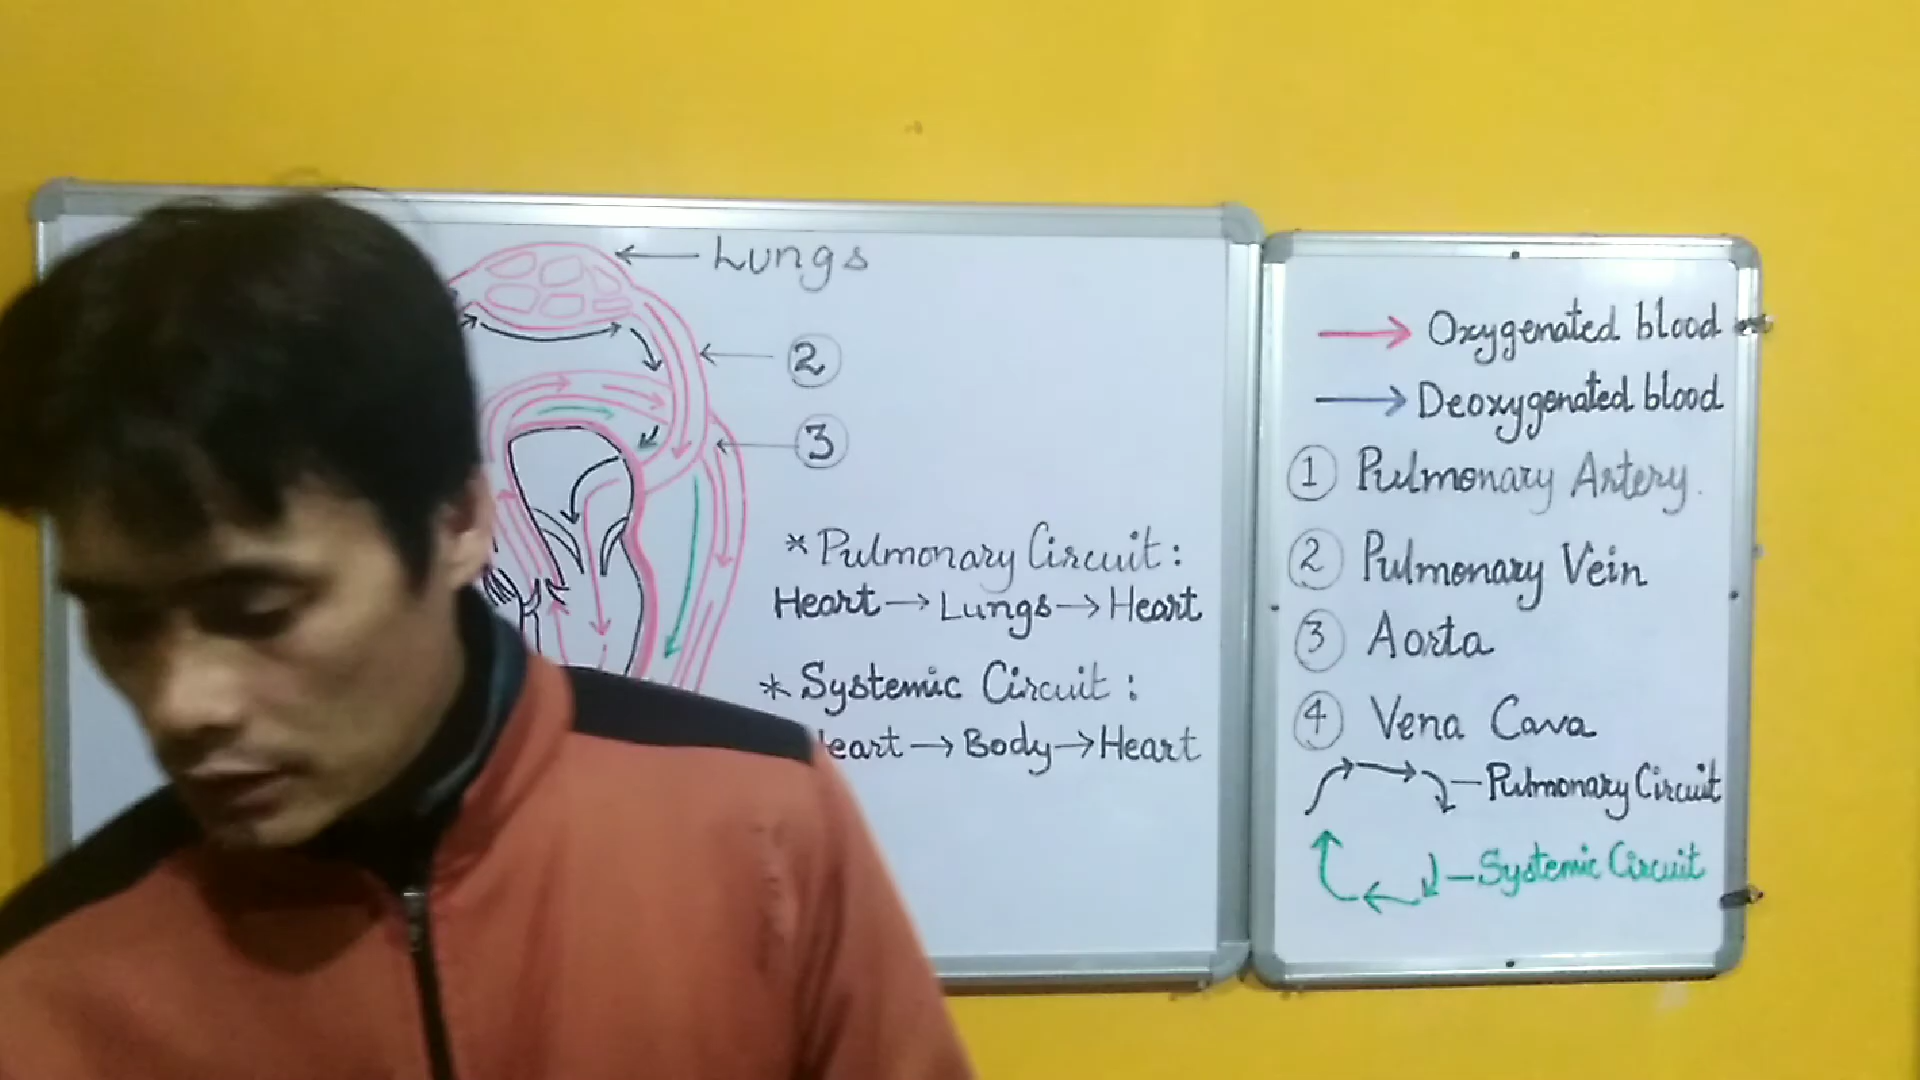 Lungs
2
3
* Pulmonary Circuit:
Heart → Lungs → Heart
* Systemic Circuit:
eart → Body → Heart
→ Oxygenated blood
→ Deoxygenated blood
1 Pulmonary Artery.
2 Pulmonary Vein
3 Aorta
4 Vena Cava
— Pulmonary Circuit
— Systemic Circuit